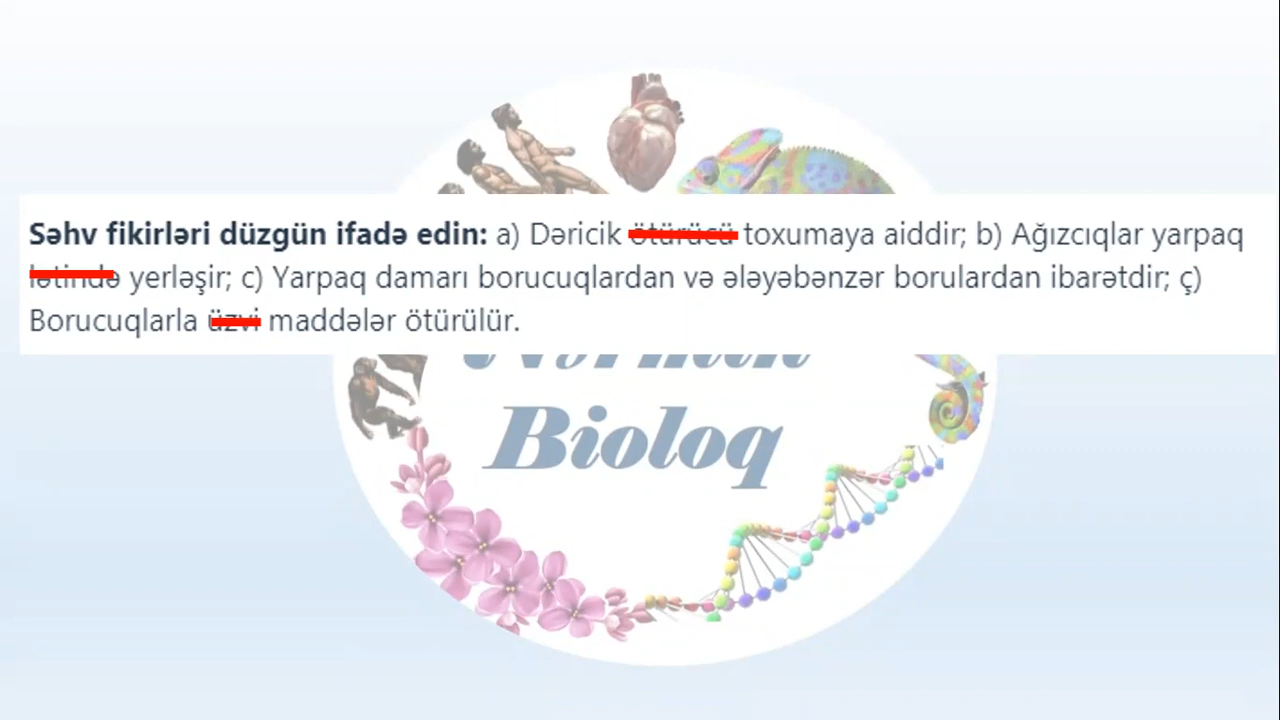 Səhv fikirləri düzgün ifadə edin: a) Dəricik ötürücü toxumaya aiddir; b) Ağızcıqlar yarpaq
lətində yerləşir; c) Yarpaq damarı borucuqlardan və ələyəbənzər borulardan ibarətdir; ç)
Borucuqlarla üzvi maddələr ötürülür.
Bioloq